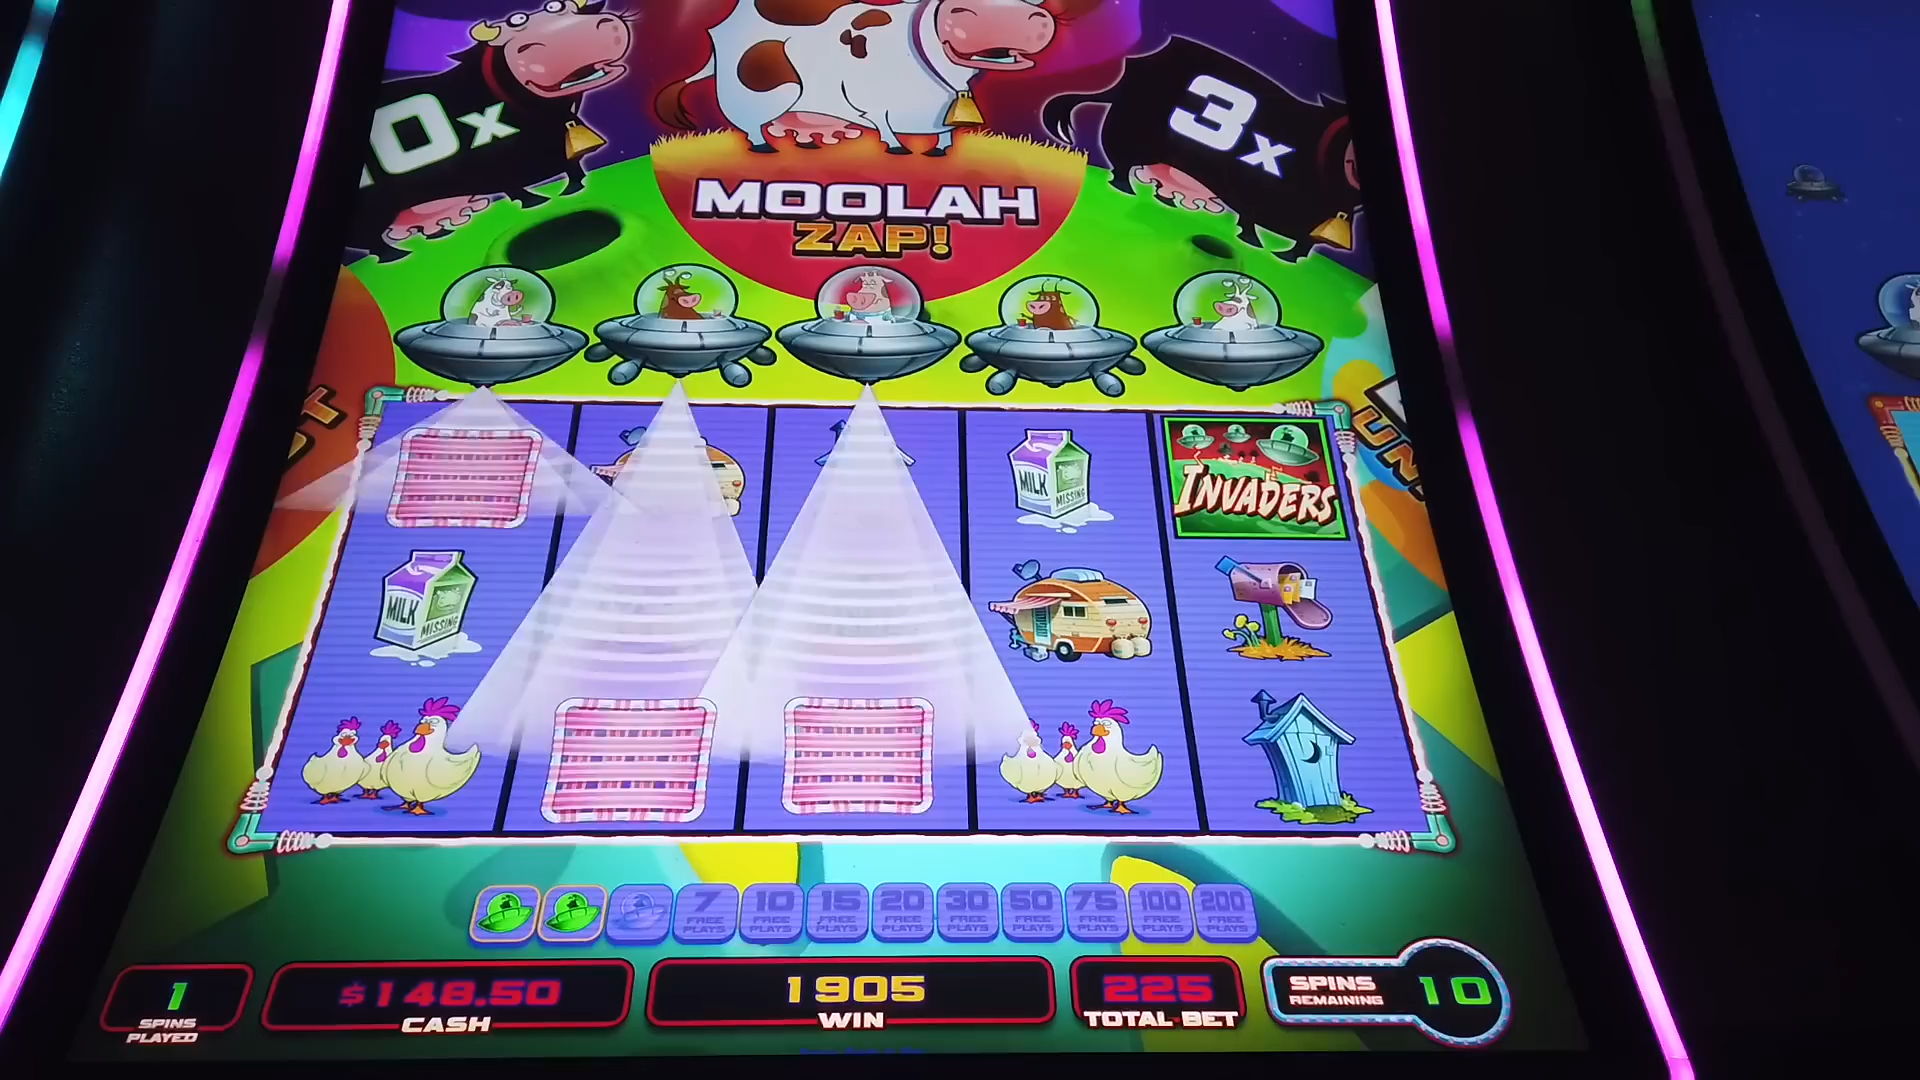 0x
3x
MOOLAH
ZAP!
MILK
MISSING
INVADERS
MILK
MISSING
7
FREE
PLAYS
10
FREE
PLAYS
15
FREE
PLAYS
20
FREE
PLAYS
30
FREE
PLAYS
50
FREE
PLAYS
75
FREE
PLAYS
100
FREE
PLAYS
200
FREE
PLAYS
1
SPINS
PLAYED
$148.50
CASH
1905
WIN
225
TOTAL BET
SPINS
REMAINING
10